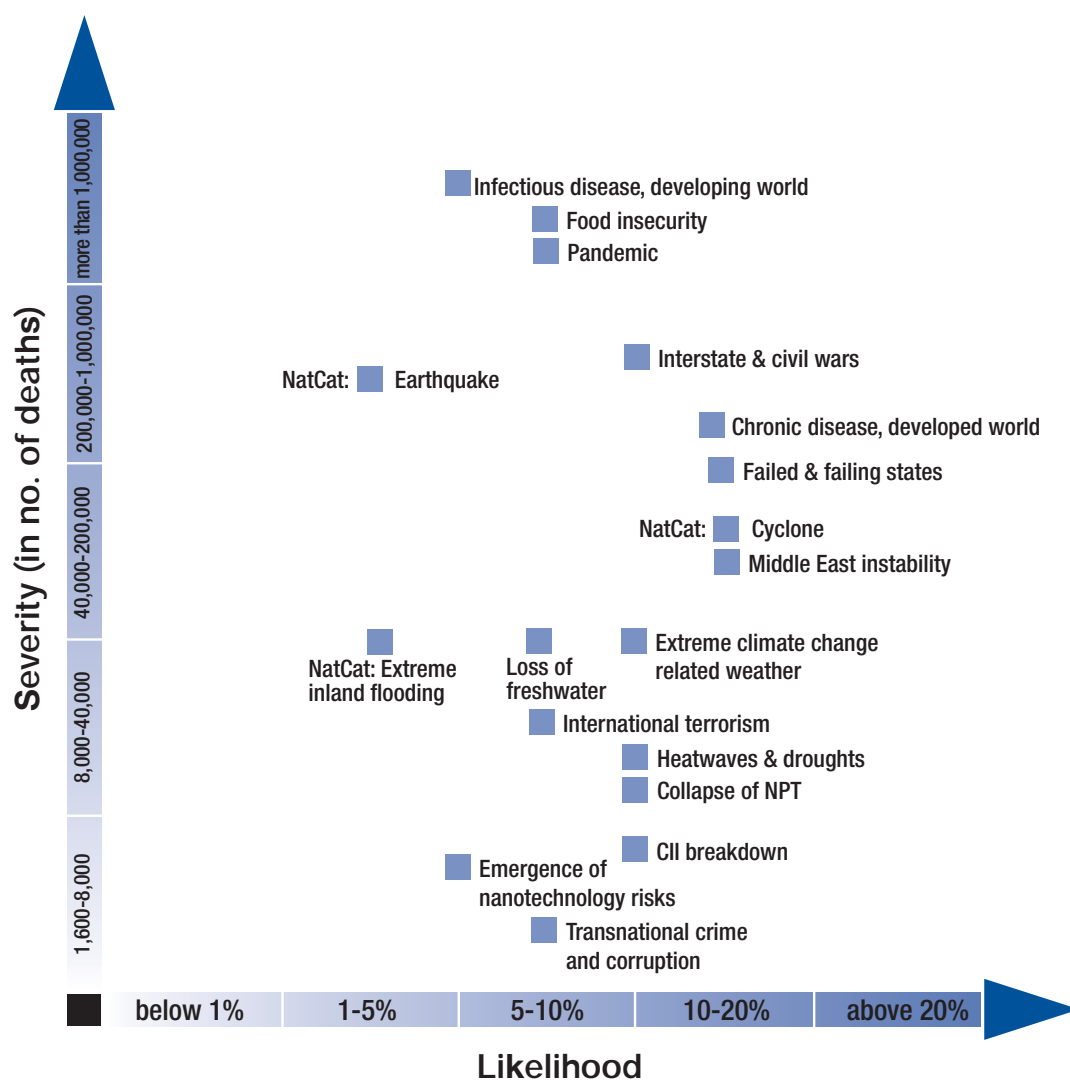 Severity (in no. of deaths)
more than 1,000,000
200,000-1,000,000
40,000-200,000
8,000-40,000
1,600-8,000
Infectious disease, developing world
Food insecurity
Pandemic
Interstate & civil wars
NatCat: Earthquake
Chronic disease, developed world
Failed & failing states
NatCat: Cyclone
Middle East instability
NatCat: Extreme
inland flooding
Loss of
freshwater
Extreme climate change
related weather
International terrorism
Heatwaves & droughts
Collapse of NPT
CII breakdown
Emergence of
nanotechnology risks
Transnational crime
and corruption
below 1%
1-5%
5-10%
10-20%
above 20%
Likelihood